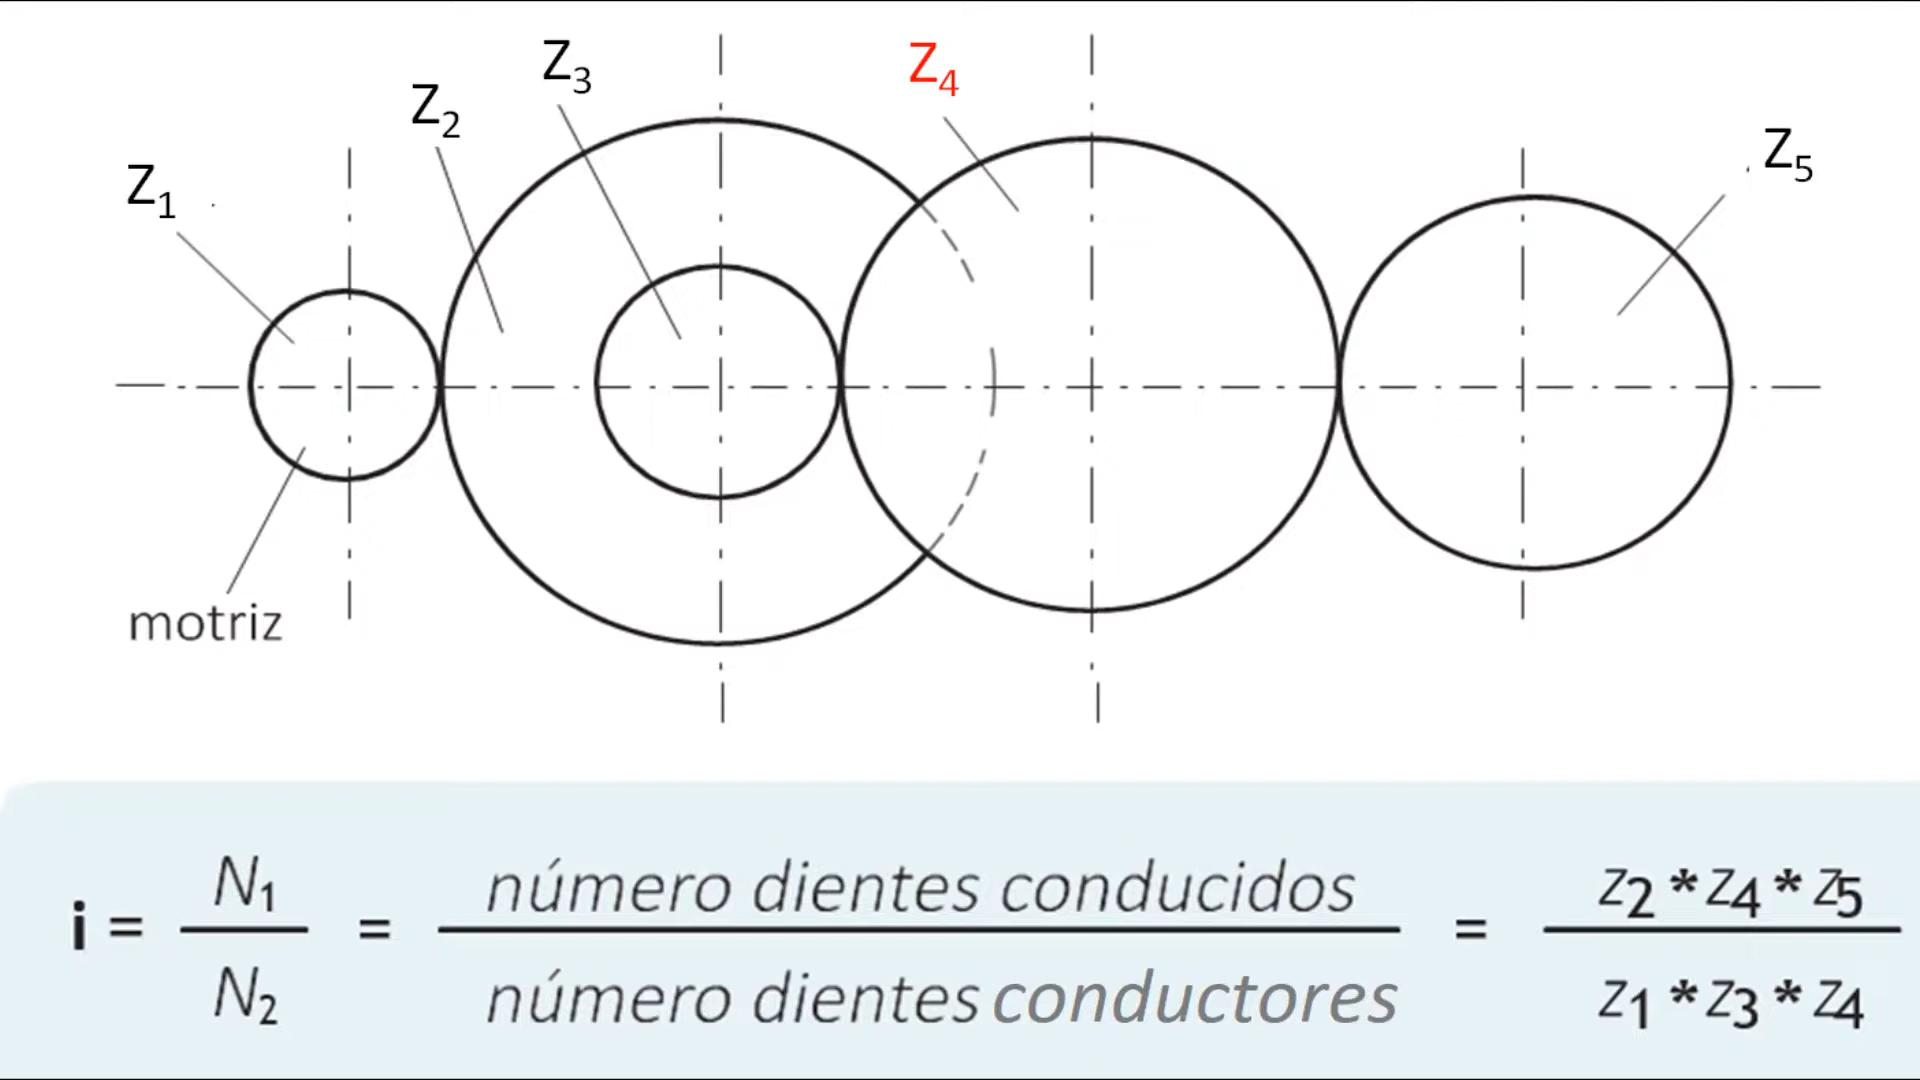 Z1
Z2
Z3
Z4
Z5
motriz
i = N1 / N2 = número dientes conducidos / número dientes conductores = z2 * z4 * z5 / z1 * z3 * z4